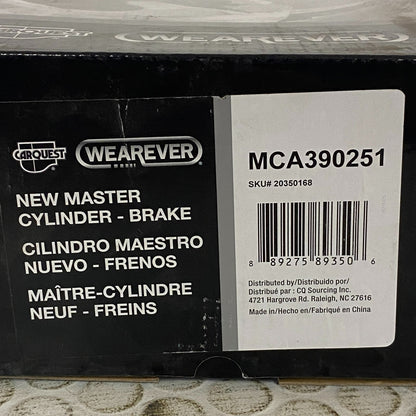 CARQUEST
WEAREVER
CARQUEST WEAREVER
NEW MASTER
CYLINDER - BRAKE
CILINDRO MAESTRO
NUEVO - FRENOS
MAÎTRE-CYLINDRE
NEUF - FREINS
MCA390251
SKU# 20350168
8 89275 89350 6
Distributed by/Distribuido por/
Distribué par : CQ Sourcing Inc.
4721 Hargrove Rd. Raleigh, NC 27616
Made in/Hecho en/Fabriqué en China